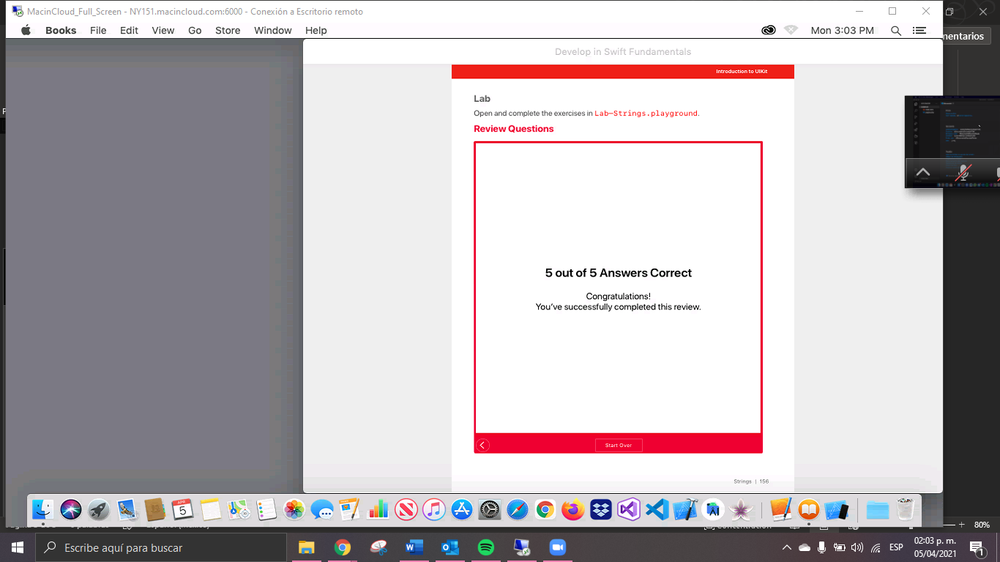 MacinCloud_Full_Screen - NY151.macincloud.com:6000 - Conexión a Escritorio remoto
Books File Edit View Go Store Window Help
Mon 3:03 PM
mentarios
Develop in Swift Fundamentals
Introduction to UIKit
Lab
Open and complete the exercises in Lab—Strings.playground.
Review Questions
5 out of 5 Answers Correct
Congratulations!
You've successfully completed this review.
Start Over
Strings | 156
APR
5
80%
Escribe aquí para buscar
ESP
02:03 p. m.
05/04/2021
1